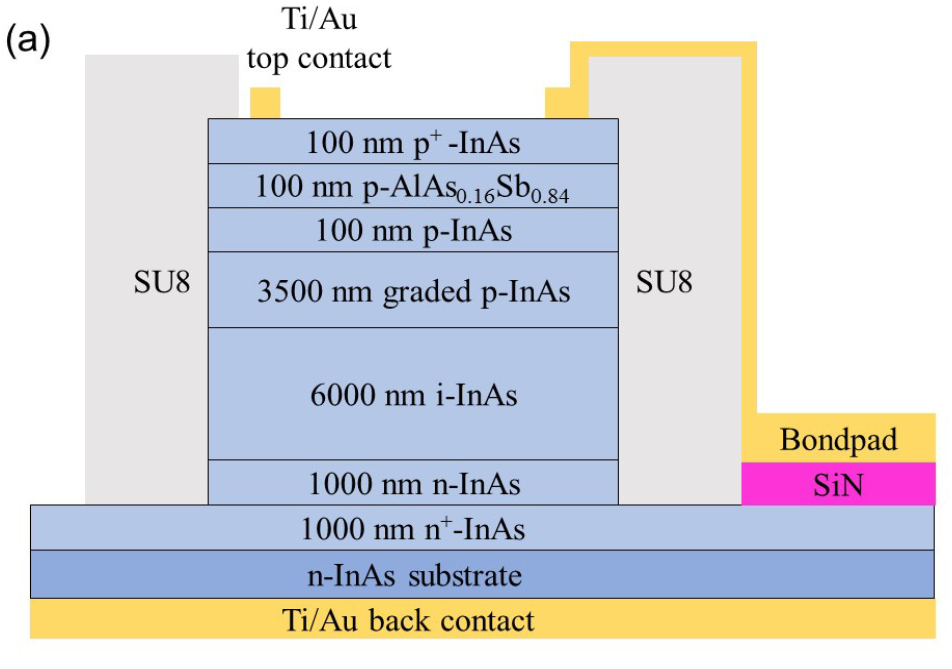 (a)
Ti/Au
top contact
100 nm p⁺ -InAs
100 nm p-AlAs₀.₁₆Sb₀.₈₄
100 nm p-InAs
SU8
3500 nm graded p-InAs
SU8
6000 nm i-InAs
Bondpad
1000 nm n-InAs
SiN
1000 nm n⁺-InAs
n-InAs substrate
Ti/Au back contact